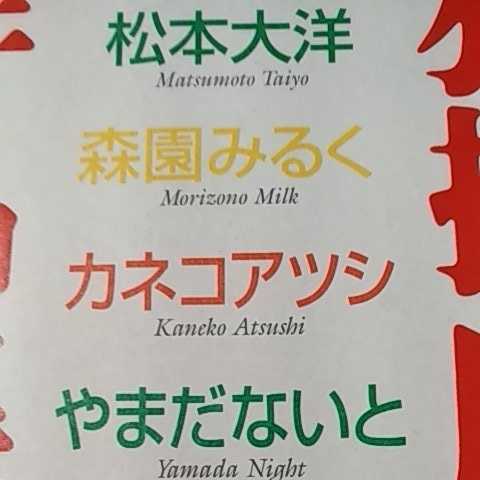 松本大洋
Matsumoto Taiyo
森園みるく
Morizono Milk
カネコアツシ
Kaneko Atsushi
やまだないと
Yamada Night